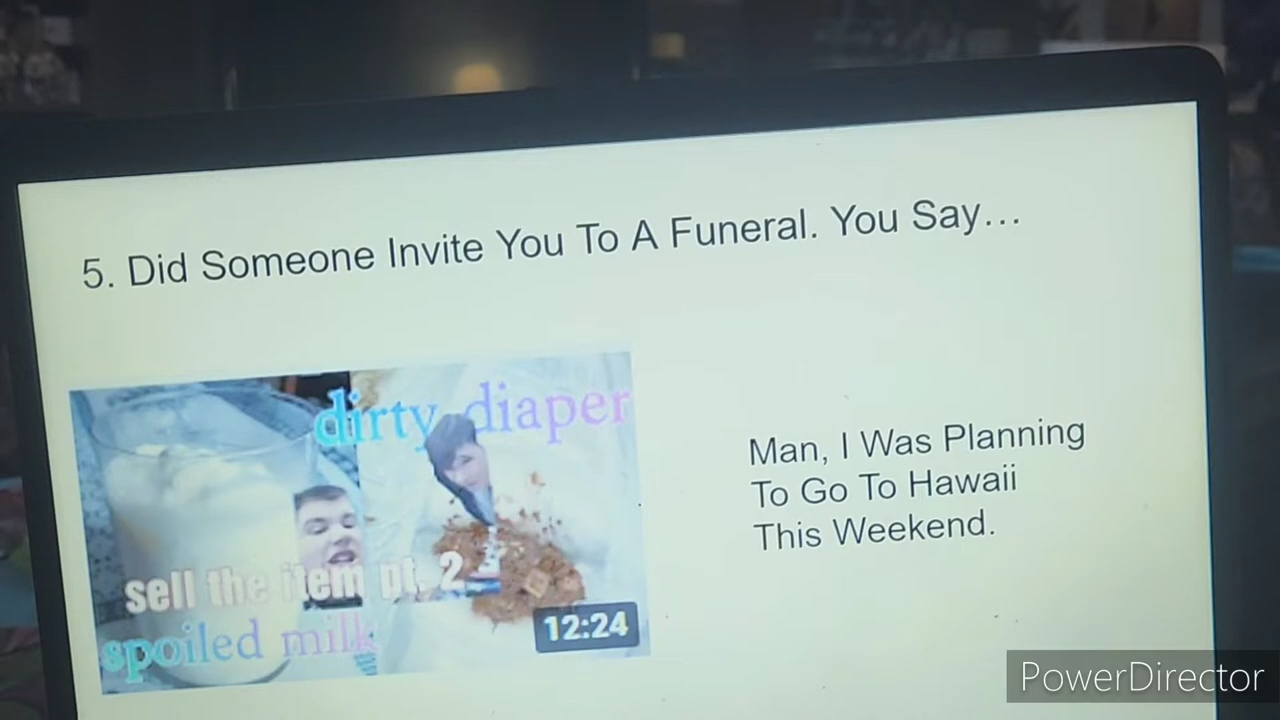 5. Did Someone Invite You To A Funeral. You Say…
dirty diaper
sell the item pt. 2
spoiled milk
12:24
Man, I Was Planning
To Go To Hawaii
This Weekend.
PowerDirector